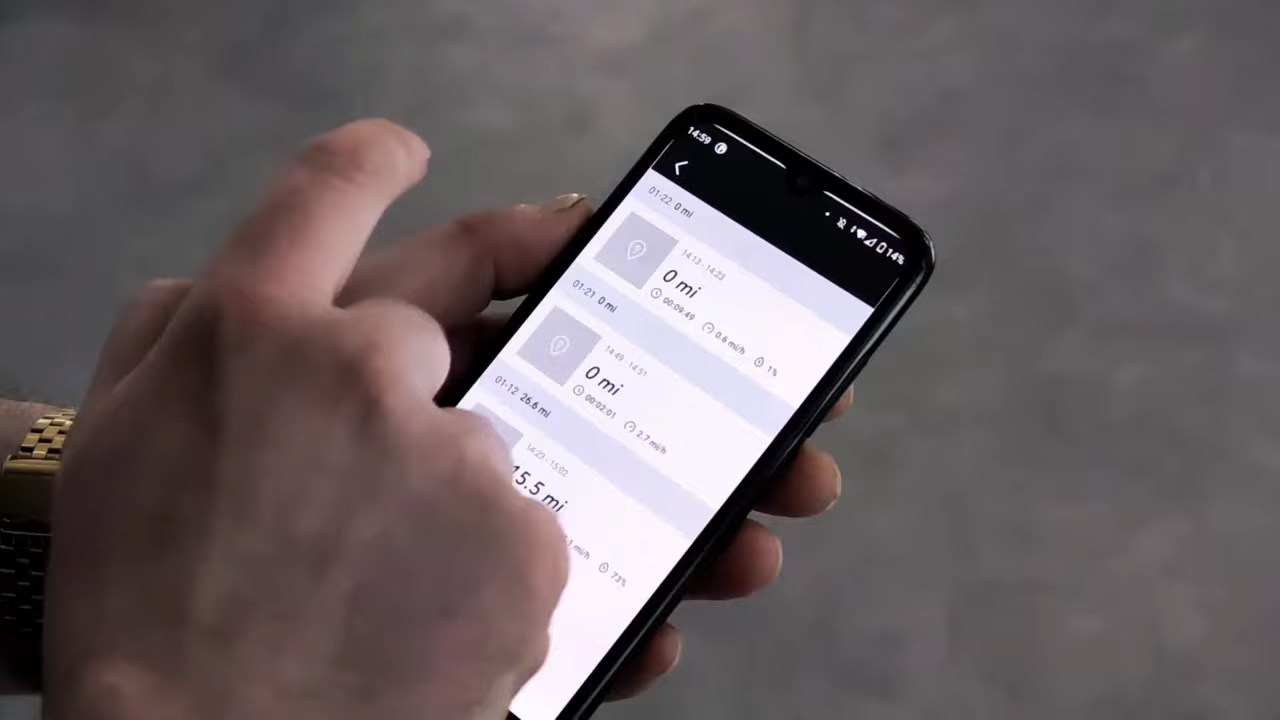 14:59
14%
01-22 0 mi
14:13 - 14:23
0 mi
00:09:49 0.6 mi/h 1%
01-21 0 mi
14:49 - 14:51
0 mi
00:02:01 2.7 mi/h
01-12 26.6 mi
14:23 - 15:02
15.5 mi
mi/h 73%